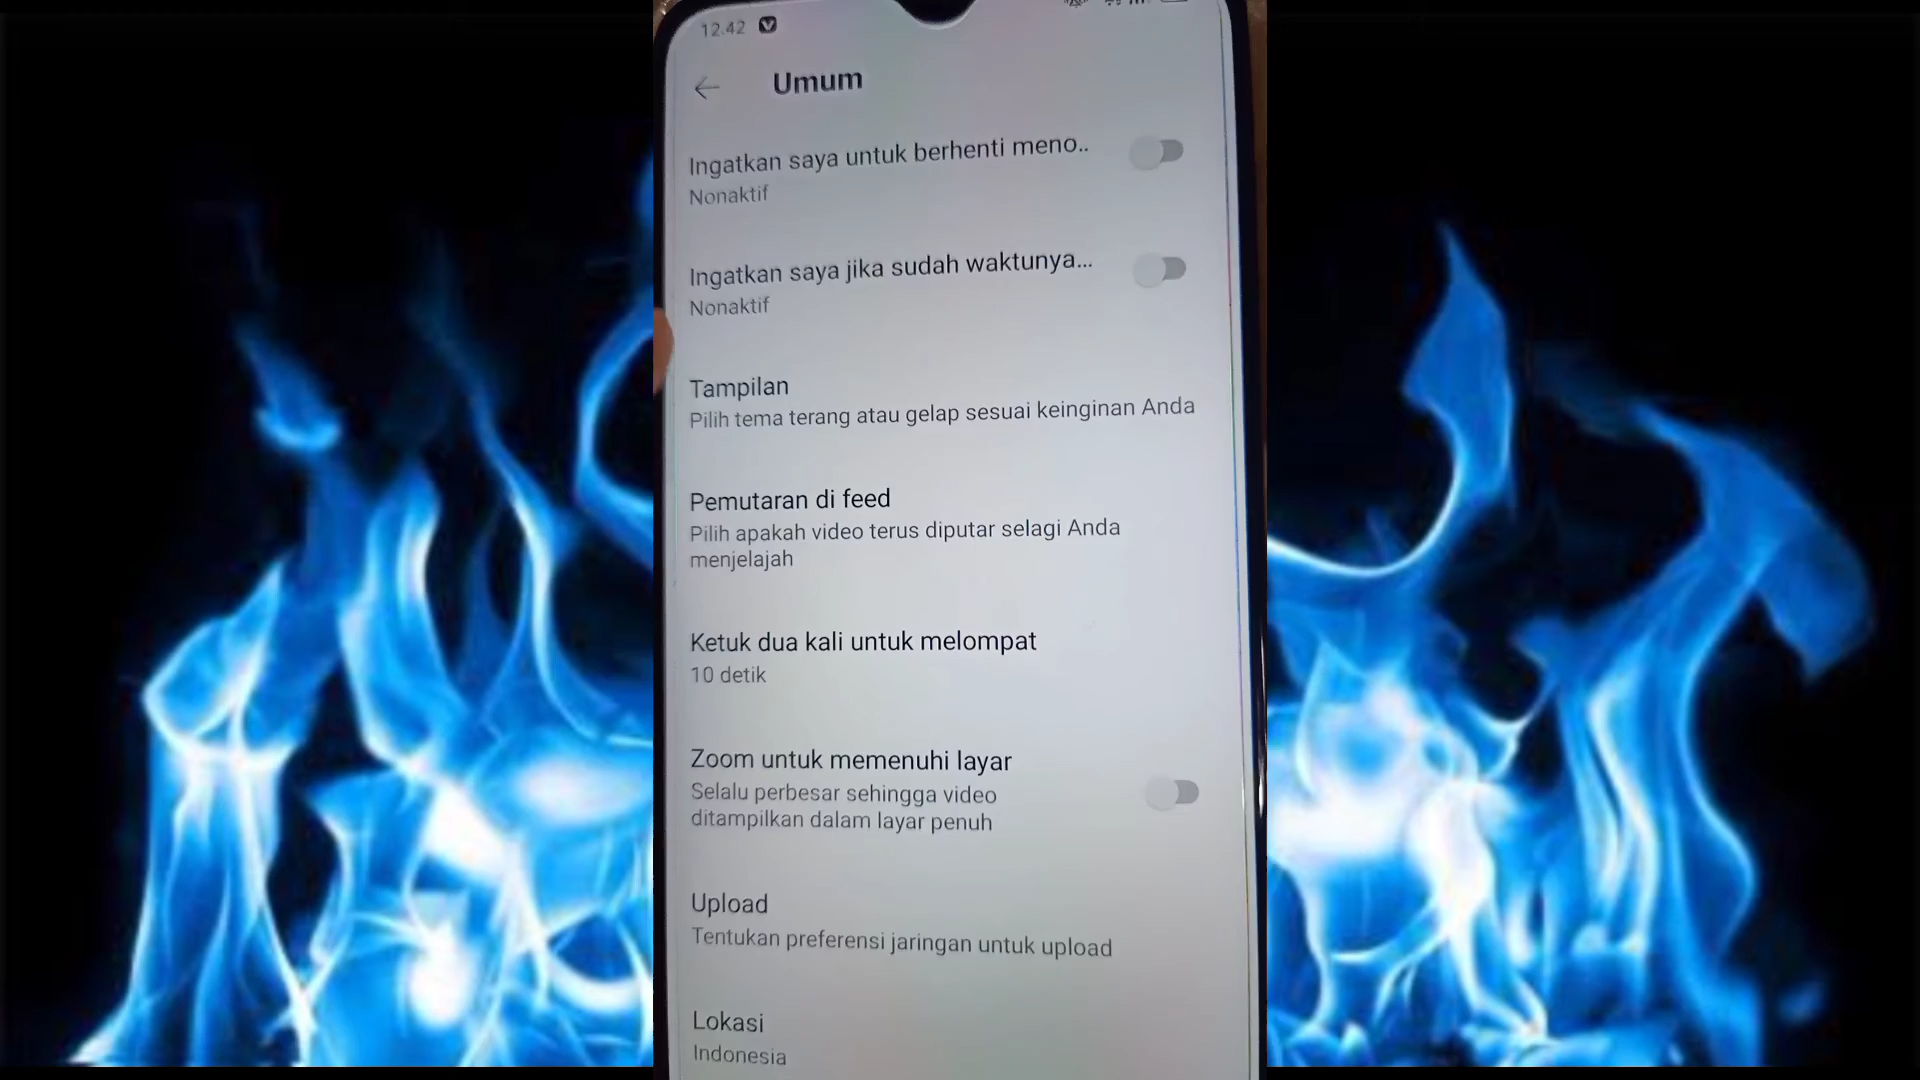 12.42
Umum
Ingatkan saya untuk berhenti meno..
Nonaktif
Ingatkan saya jika sudah waktunya...
Nonaktif
Tampilan
Pilih tema terang atau gelap sesuai keinginan Anda
Pemutaran di feed
Pilih apakah video terus diputar selagi Anda
menjelajah
Ketuk dua kali untuk melompat
10 detik
Zoom untuk memenuhi layar
Selalu perbesar sehingga video
ditampilkan dalam layar penuh
Upload
Tentukan preferensi jaringan untuk upload
Lokasi
Indonesia